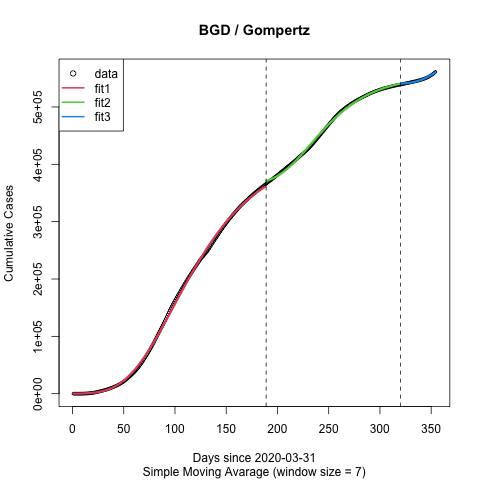 BGD / Gompertz
data
fit1
fit2
fit3
Cumulative Cases
0e+00
1e+05
2e+05
3e+05
4e+05
5e+05
0
50
100
150
200
250
300
350
Days since 2020-03-31
Simple Moving Avarage (window size = 7)